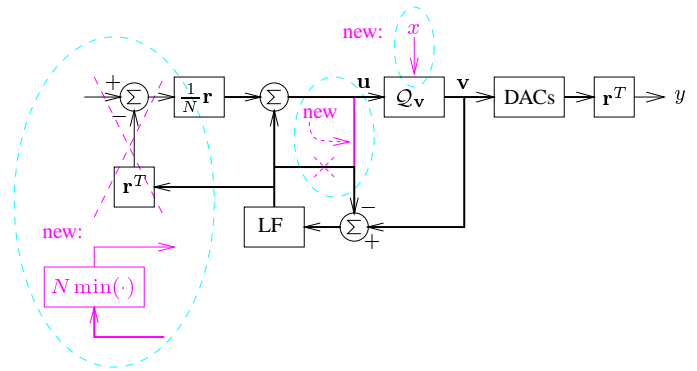 new: x
+ Σ 1/N r Σ u 𝒬_v v DACs r^T y
−
new
r^T
LF − Σ +
new:
N min(·)